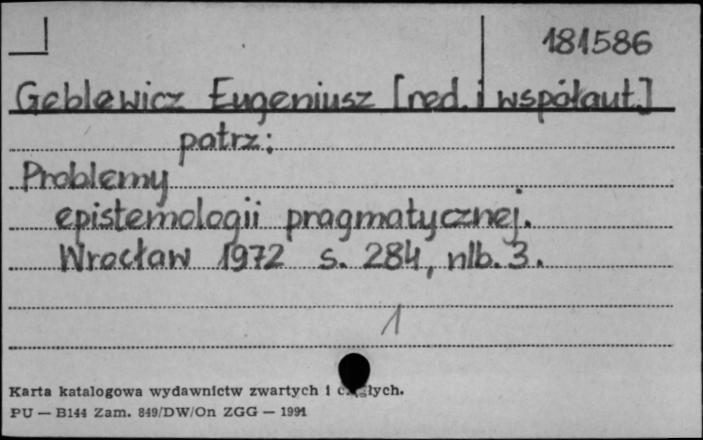 181586
Geblewicz Eugeniusz [red. i współaut.]
patrz:
Problemy
epistemologii pragmatycznej.
Wrocław 1972 s. 284, nlb. 3.
1
Karta katalogowa wydawnictw zwartych i ciągłych.
PU — B144 Zam. 849/DW/On ZGG — 1991